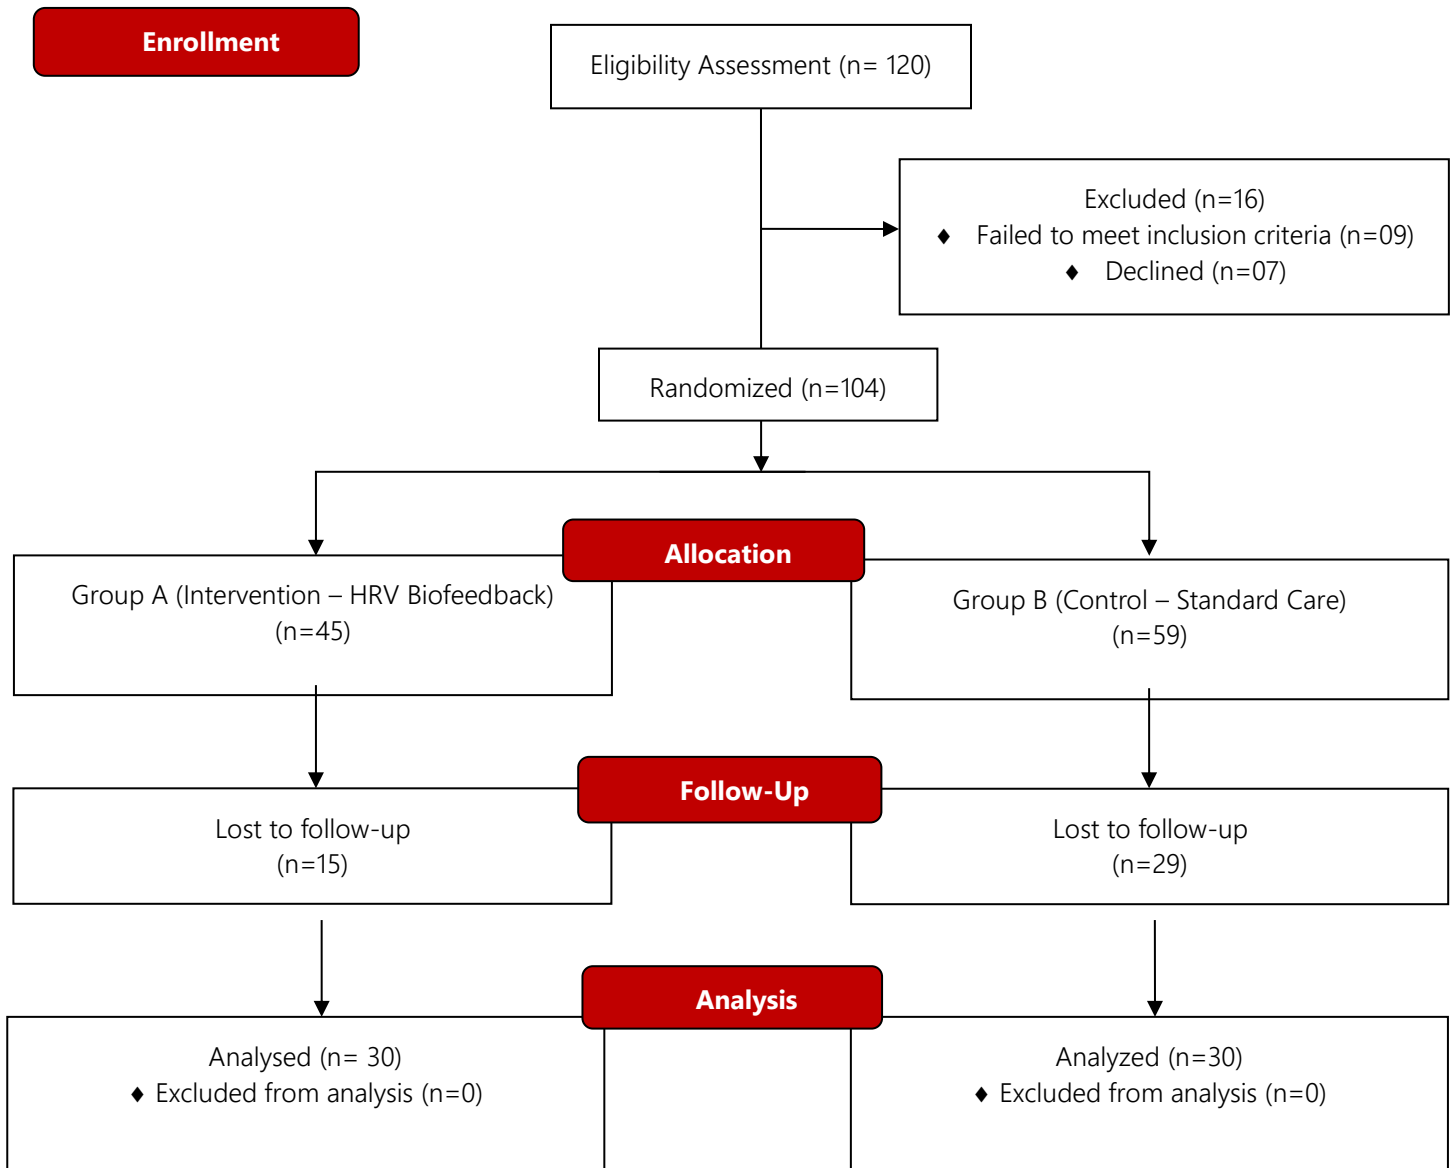 Enrollment
Eligibility Assessment (n= 120)
Excluded (n=16)
♦ Failed to meet inclusion criteria (n=09)
♦ Declined (n=07)
Randomized (n=104)
Allocation
Group A (Intervention – HRV Biofeedback)
(n=45)
Group B (Control – Standard Care)
(n=59)
Follow-Up
Lost to follow-up
(n=15)
Lost to follow-up
(n=29)
Analysis
Analysed (n= 30)
♦ Excluded from analysis (n=0)
Analyzed (n=30)
♦ Excluded from analysis (n=0)